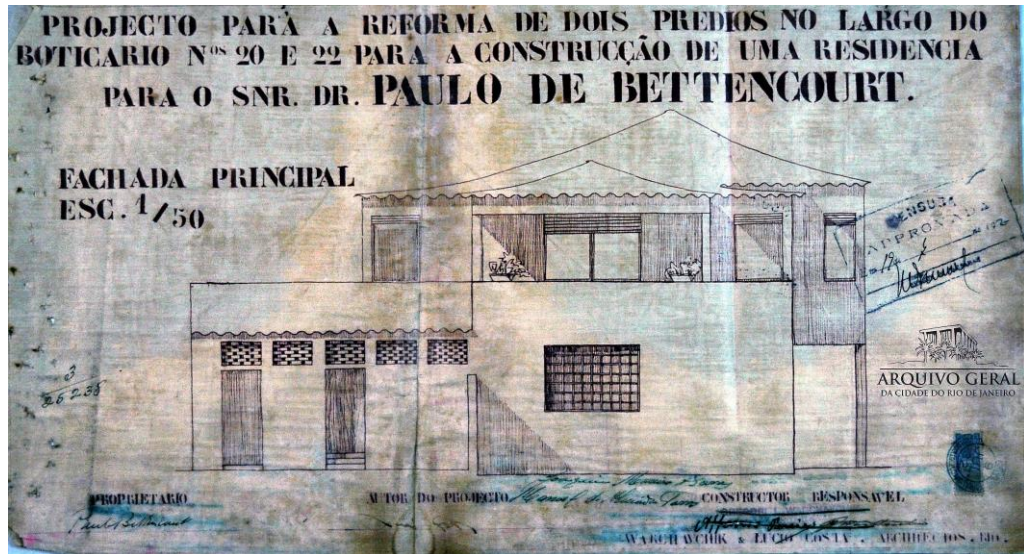 PROJECTO PARA A REFORMA DE DOIS PREDIOS NO LARGO DO
BOTICARIO Nos 20 E 22 PARA A CONSTRUCÇÃO DE UMA RESIDENCIA
PARA O SNR. DR. PAULO DE BETTENCOURT.
FACHADA PRINCIPAL
ESC. 1/50
CENSURA
APPROVADA
ARQUIVO GERAL
DA CIDADE DO RIO DE JANEIRO
3
PROPRIETARIO
AUTOR DO PROJECTO
CONSTRUCTOR RESPONSAVEL
WARCHAVCHIK & LUCIO COSTA. ARCHITECTOS. RIO.